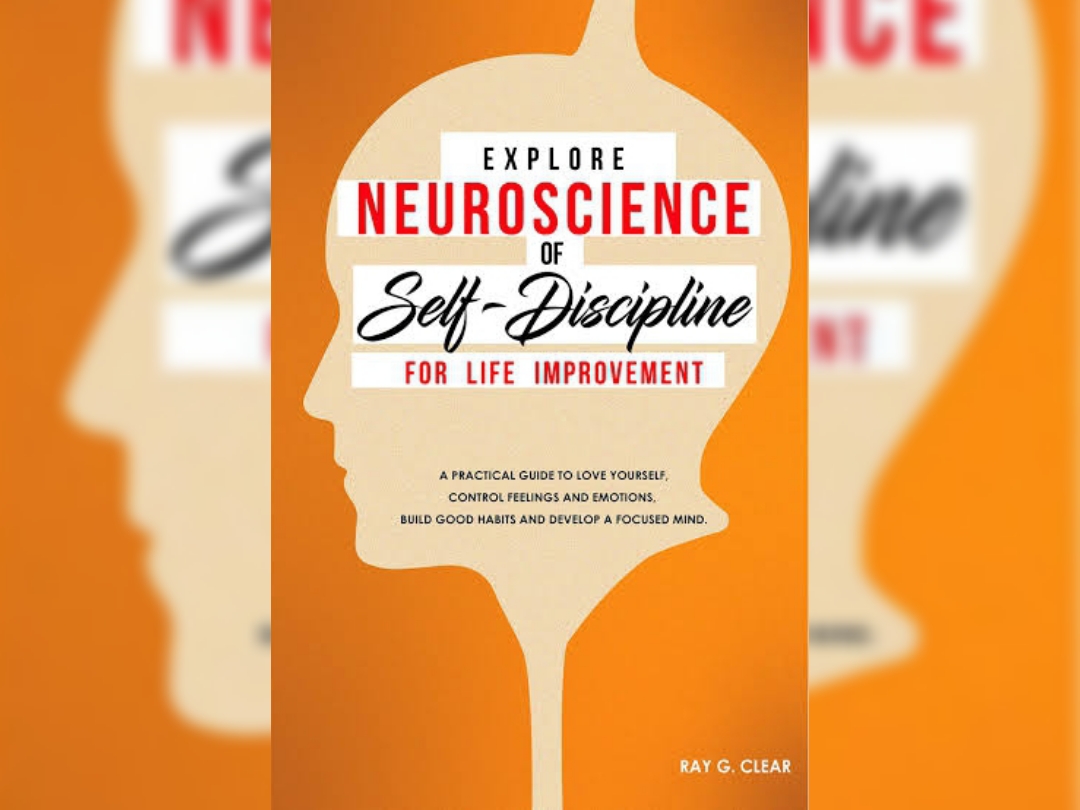 EXPLORE
NEUROSCIENCE
OF
Self-Discipline
FOR LIFE IMPROVEMENT
A PRACTICAL GUIDE TO LOVE YOURSELF,
CONTROL FEELINGS AND EMOTIONS,
BUILD GOOD HABITS AND DEVELOP A FOCUSED MIND.
RAY G. CLEAR